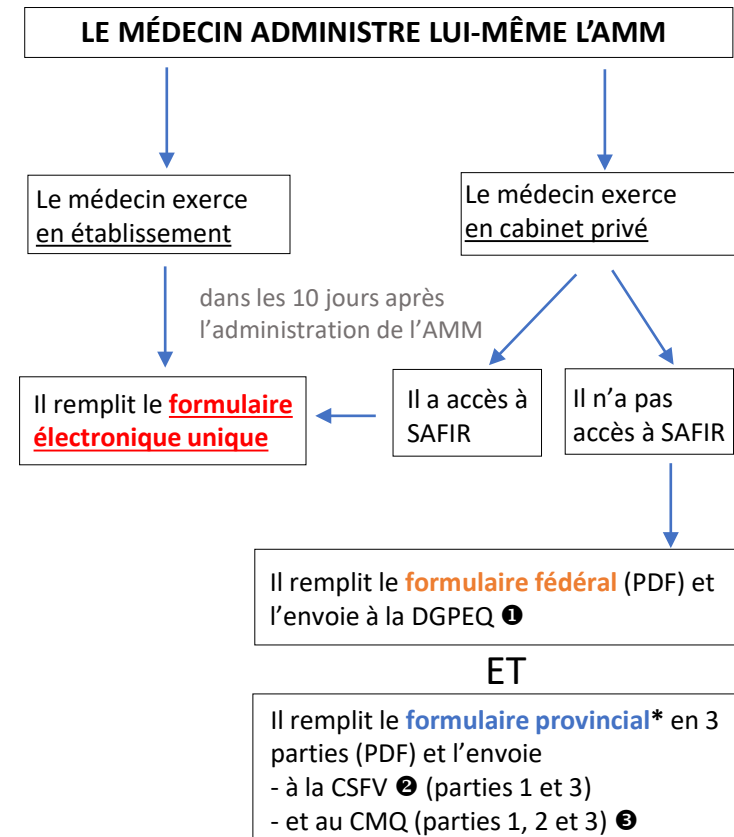 LE MÉDECIN ADMINISTRE LUI-MÊME L'AMM
Le médecin exerce
en établissement
Le médecin exerce
en cabinet privé
dans les 10 jours après
l'administration de l'AMM
Il remplit le formulaire
électronique unique
Il a accès à
SAFIR
Il n'a pas
accès à SAFIR
Il remplit le formulaire fédéral (PDF) et
l'envoie à la DGPEQ ❶
ET
Il remplit le formulaire provincial* en 3
parties (PDF) et l'envoie
- à la CSFV ❷ (parties 1 et 3)
- et au CMQ (parties 1, 2 et 3) ❸